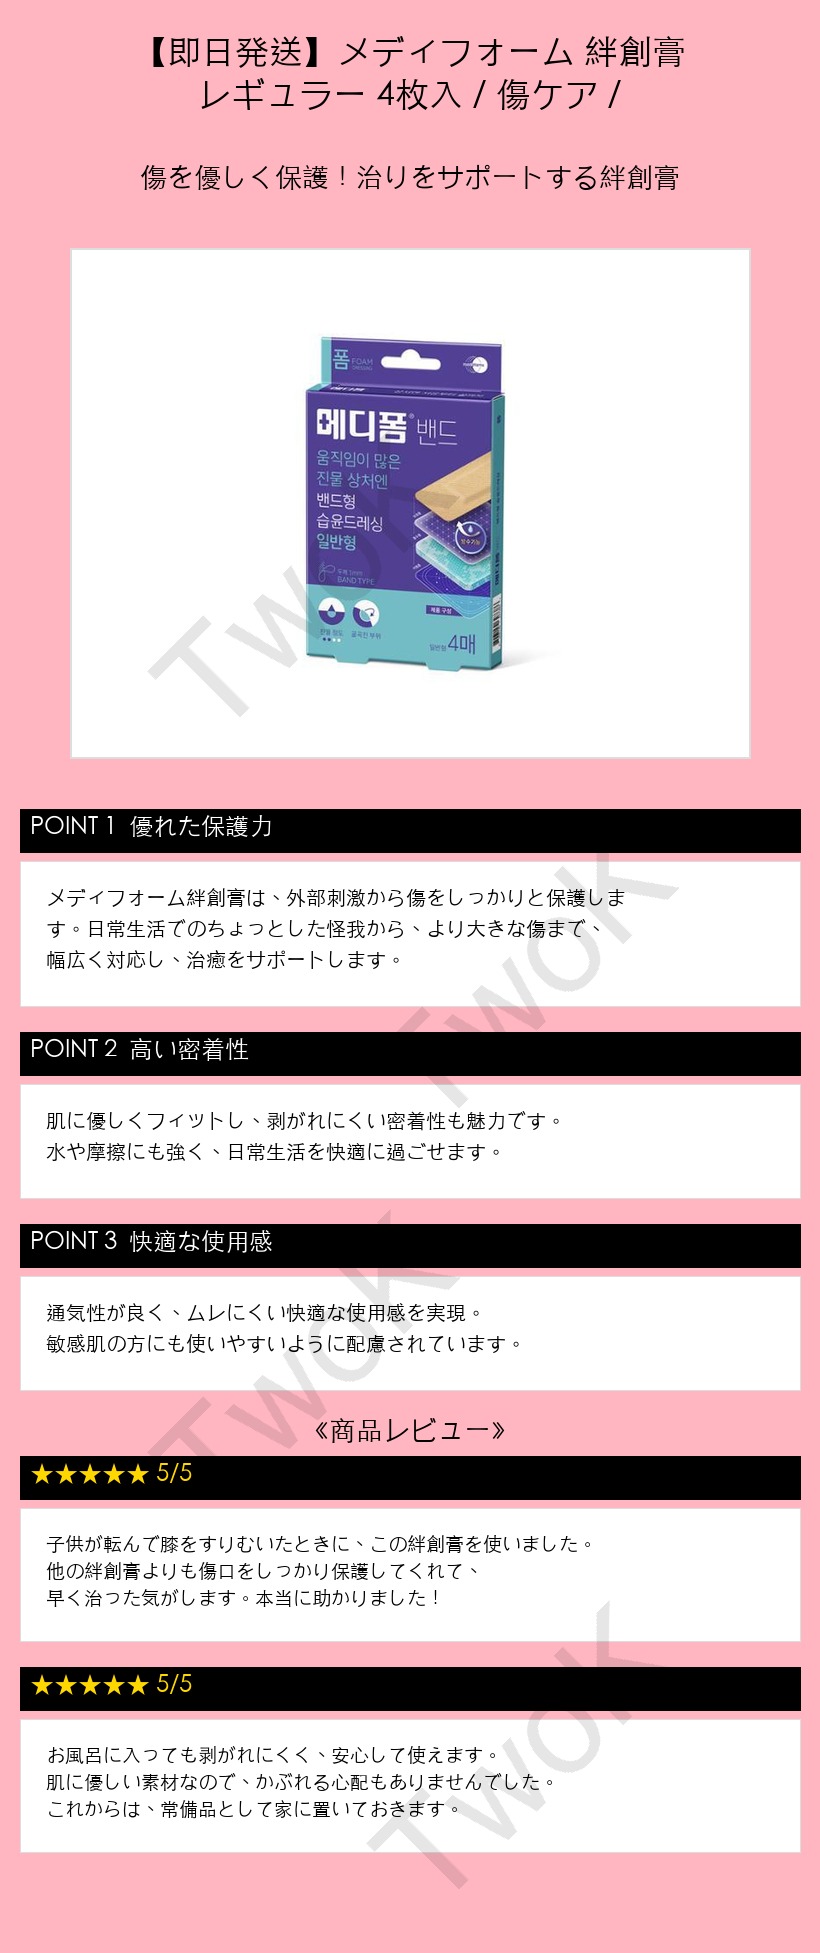 【即日発送】メディフォーム 絆創膏
レギュラー 4枚入 / 傷ケア /
傷を優しく保護！治りをサポートする絆創膏
폼 FOAM
DRESSING
메디폼® 밴드
움직임이 많은
진물 상처엔
밴드형
습윤드레싱
일반형
두께 1mm
BAND TYPE
방수기능
제품 구성
진물 정도
굴곡진 부위
일반형 4매
TwoK
POINT 1 優れた保護力
メディフォーム絆創膏は、外部刺激から傷をしっかりと保護しま
す。日常生活でのちょっとした怪我から、より大きな傷まで、
幅広く対応し、治癒をサポートします。
TwoK
POINT 2 高い密着性
肌に優しくフィットし、剥がれにくい密着性も魅力です。
水や摩擦にも強く、日常生活を快適に過ごせます。
POINT 3 快適な使用感
通気性が良く、ムレにくい快適な使用感を実現。
敏感肌の方にも使いやすいように配慮されています。
TwoK
《商品レビュー》
★★★★★ 5/5
子供が転んで膝をすりむいたときに、この絆創膏を使いました。
他の絆創膏よりも傷口をしっかり保護してくれて、
早く治った気がします。本当に助かりました！
★★★★★ 5/5
お風呂に入っても剥がれにくく、安心して使えます。
肌に優しい素材なので、かぶれる心配もありませんでした。
これからは、常備品として家に置いておきます。
TwoK